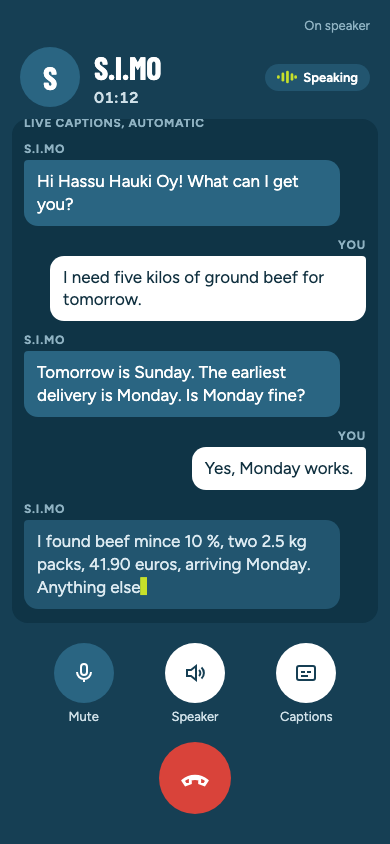 On speaker
S
S.I.MO
01:12
Speaking
LIVE CAPTIONS, AUTOMATIC
S.I.MO
Hi Hassu Hauki Oy! What can I get
you?
YOU
I need five kilos of ground beef for
tomorrow.
S.I.MO
Tomorrow is Sunday. The earliest
delivery is Monday. Is Monday fine?
YOU
Yes, Monday works.
S.I.MO
I found beef mince 10 %, two 2.5 kg
packs, 41.90 euros, arriving Monday.
Anything else
Mute
Speaker
Captions